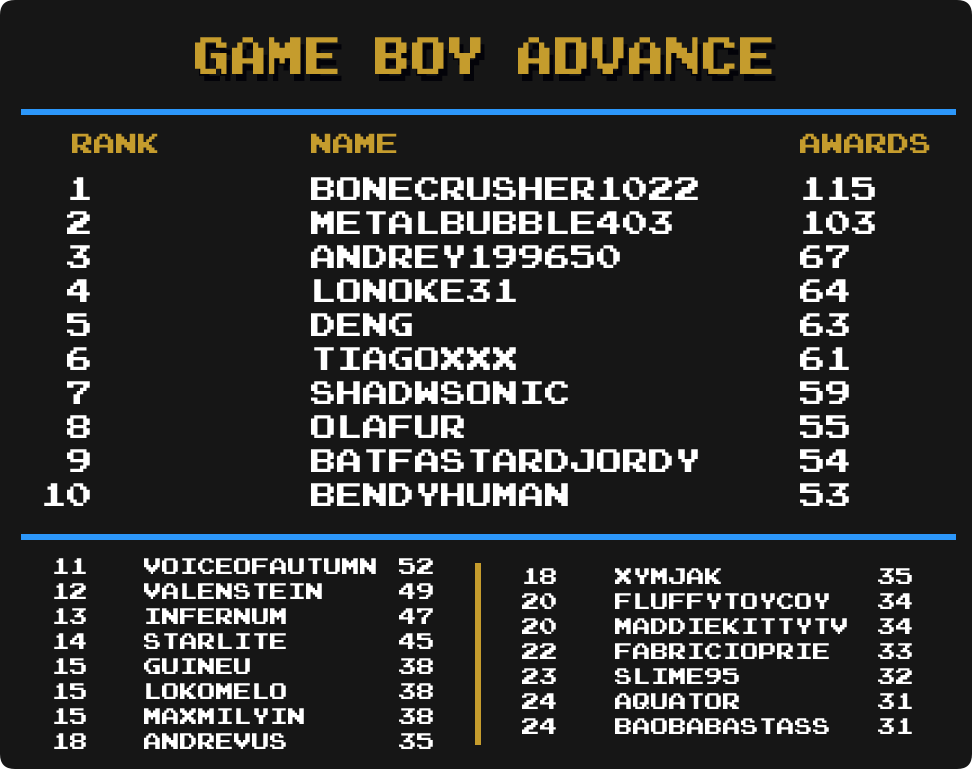 GAME BOY ADVANCE
RANK NAME AWARDS
1 BONECRUSHER1022 115
2 METALBUBBLE403 103
3 ANDREY199650 67
4 LONOKE31 64
5 DENG 63
6 TIAGOXXX 61
7 SHADWSONIC 59
8 OLAFUR 55
9 BATFASTARDJORDY 54
10 BENDYHUMAN 53
11 VOICEOFAUTUMN 52
12 VALENSTEIN 49
13 INFERNUM 47
14 STARLITE 45
15 GUINEU 38
15 LOKOMELO 38
15 MAXMILYIN 38
18 ANDREVUS 35
18 XYMJAK 35
20 FLUFFYTOYCOY 34
20 MADDIEKITTYTV 34
22 FABRICIOPRIE 33
23 SLIME95 32
24 AQUATOR 31
24 BAOBABASTASS 31